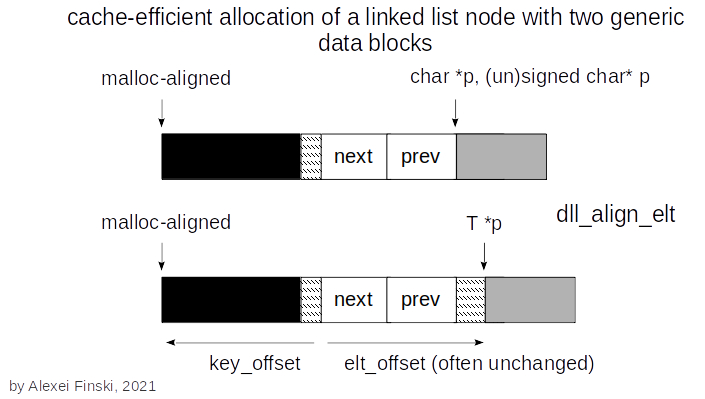 cache-efficient allocation of a linked list node with two generic
data blocks
malloc-aligned
char *p, (un)signed char* p
next
prev
dll_align_elt
malloc-aligned
T *p
next
prev
key_offset
elt_offset (often unchanged)
by Alexei Finski, 2021